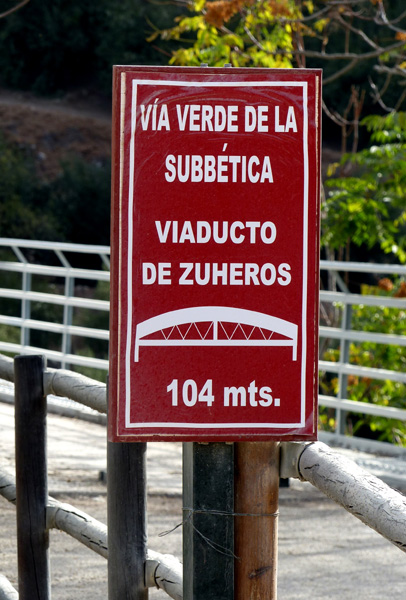 VÍA VERDE DE LA
SUBBÉTICA
VIADUCTO
DE ZUHEROS
104 mts.